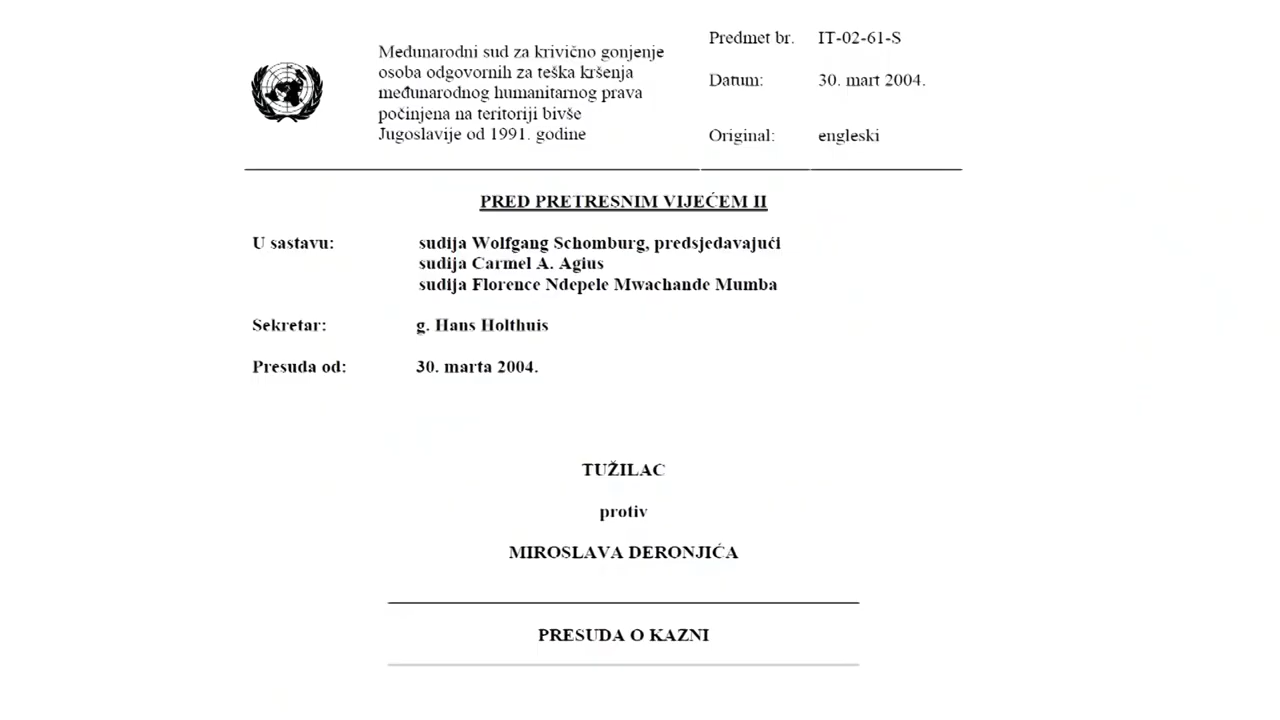 Međunarodni sud za krivično gonjenje
osoba odgovornih za teška kršenja
međunarodnog humanitarnog prava
počinjena na teritoriji bivše
Jugoslavije od 1991. godine
Predmet br. IT-02-61-S
Datum: 30. mart 2004.
Original: engleski
PRED PRETRESNIM VIJEĆEM II
U sastavu: sudija Wolfgang Schomburg, predsjedavajući
sudija Carmel A. Agius
sudija Florence Ndepele Mwachande Mumba
Sekretar: g. Hans Holthuis
Presuda od: 30. marta 2004.
TUŽILAC
protiv
MIROSLAVA DERONJIĆA
PRESUDA O KAZNI